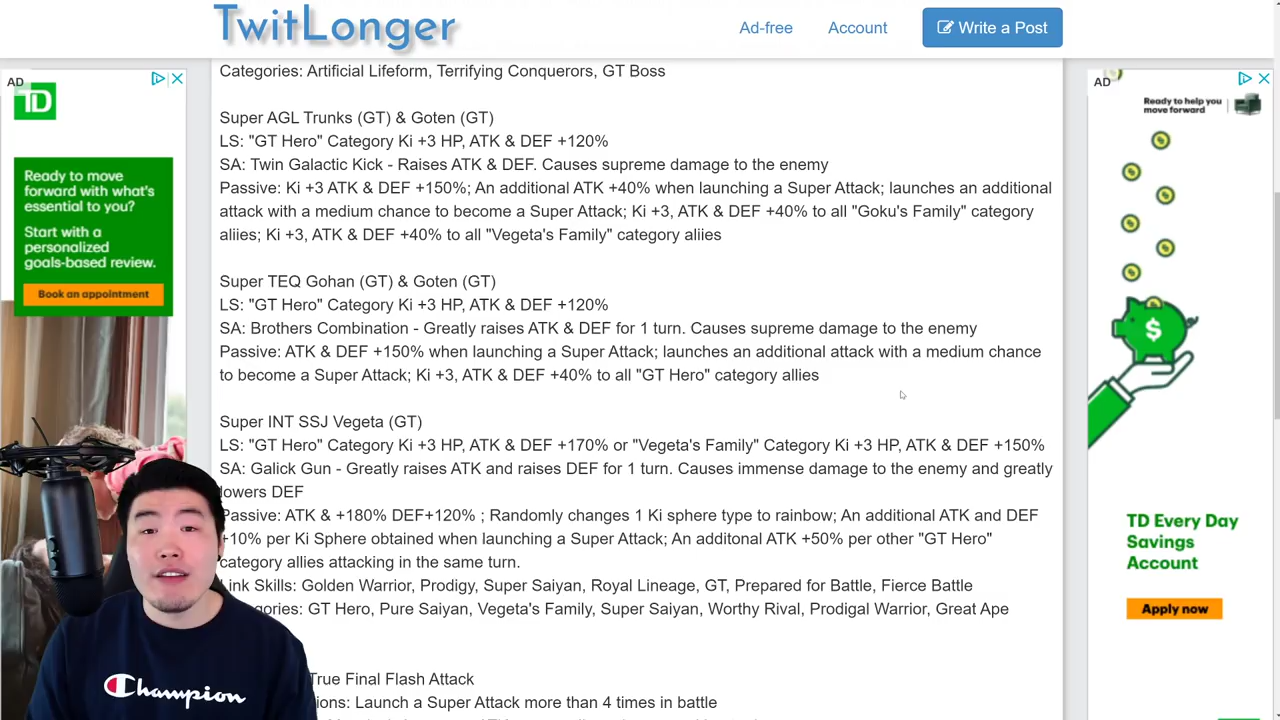 TwitLonger
Ad-free
Account
Write a Post
AD
TD
Ready to move
forward with what's
essential to you?
Start with a
personalized
goals-based review.
Book an appointment
Categories: Artificial Lifeform, Terrifying Conquerors, GT Boss
Super AGL Trunks (GT) & Goten (GT)
LS: "GT Hero" Category Ki +3 HP, ATK & DEF +120%
SA: Twin Galactic Kick - Raises ATK & DEF. Causes supreme damage to the enemy
Passive: Ki +3 ATK & DEF +150%; An additional ATK +40% when launching a Super Attack; launches an additional
attack with a medium chance to become a Super Attack; Ki +3, ATK & DEF +40% to all "Goku's Family" category
aliies; Ki +3, ATK & DEF +40% to all "Vegeta's Family" category aliies
Super TEQ Gohan (GT) & Goten (GT)
LS: "GT Hero" Category Ki +3 HP, ATK & DEF +120%
SA: Brothers Combination - Greatly raises ATK & DEF for 1 turn. Causes supreme damage to the enemy
Passive: ATK & DEF +150% when launching a Super Attack; launches an additional attack with a medium chance
to become a Super Attack; Ki +3, ATK & DEF +40% to all "GT Hero" category allies
Super INT SSJ Vegeta (GT)
LS: "GT Hero" Category Ki +3 HP, ATK & DEF +170% or "Vegeta's Family" Category Ki +3 HP, ATK & DEF +150%
SA: Galick Gun - Greatly raises ATK and raises DEF for 1 turn. Causes immense damage to the enemy and greatly
lowers DEF
Passive: ATK & +180% DEF+120% ; Randomly changes 1 Ki sphere type to rainbow; An additional ATK and DEF
+10% per Ki Sphere obtained when launching a Super Attack; An additonal ATK +50% per other "GT Hero"
category allies attacking in the same turn.
Link Skills: Golden Warrior, Prodigy, Super Saiyan, Royal Lineage, GT, Prepared for Battle, Fierce Battle
egories: GT Hero, Pure Saiyan, Vegeta's Family, Super Saiyan, Worthy Rival, Prodigal Warrior, Great Ape
True Final Flash Attack
ions: Launch a Super Attack more than 4 times in battle
Champion
AD
Ready to help you
move forward
$
TD Every Day
Savings
Account
Apply now